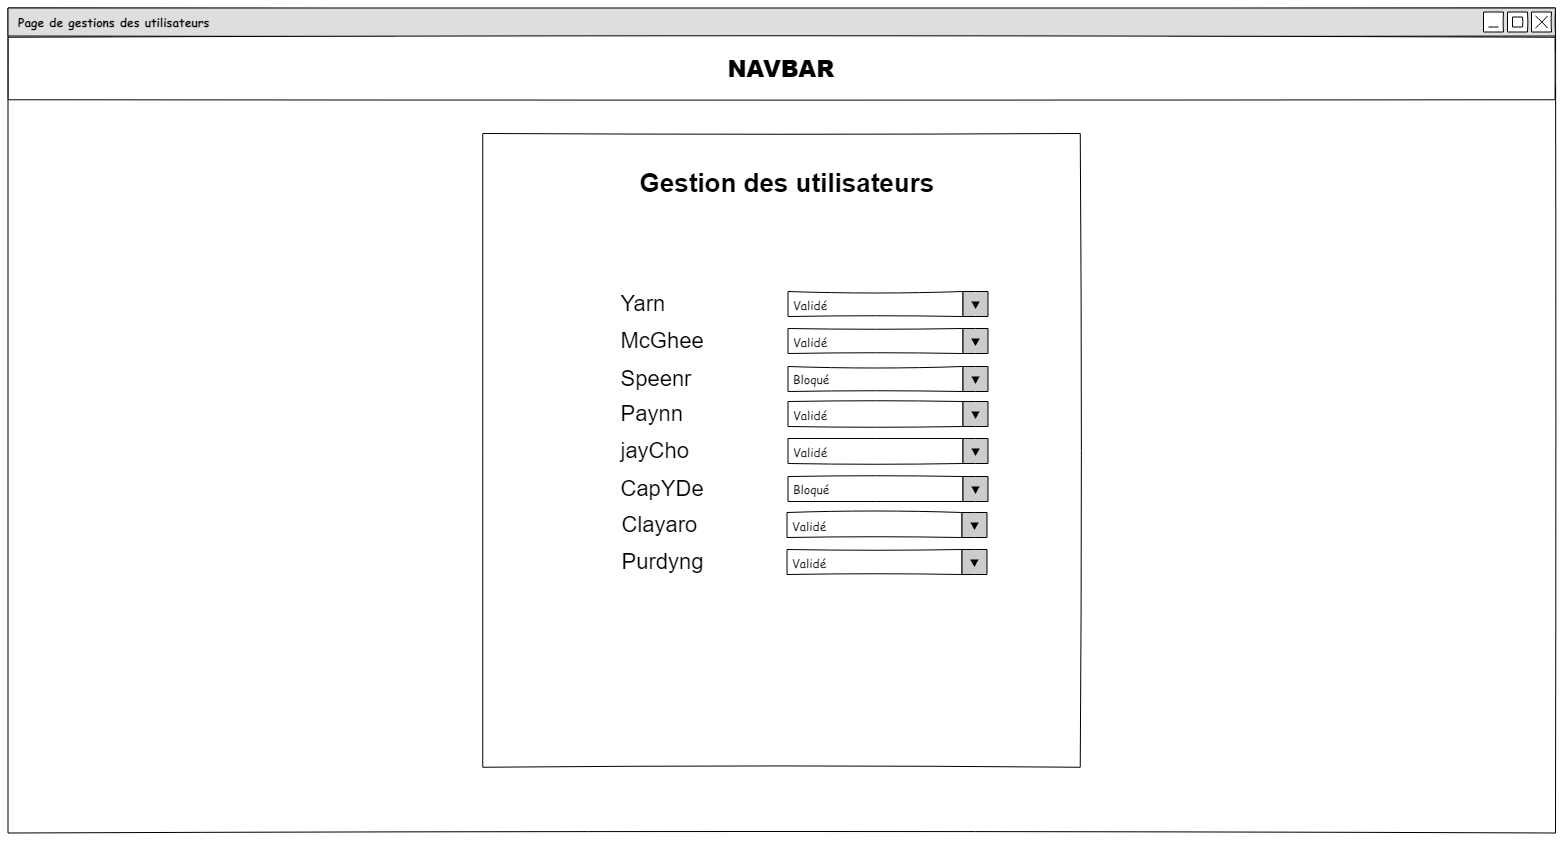 Page de gestions des utilisateurs
NAVBAR
Gestion des utilisateurs
Yarn Validé
McGhee Validé
Speenr Bloqué
Paynn Validé
jayCho Validé
CapYDe Bloqué
Clayaro Validé
Purdyng Validé